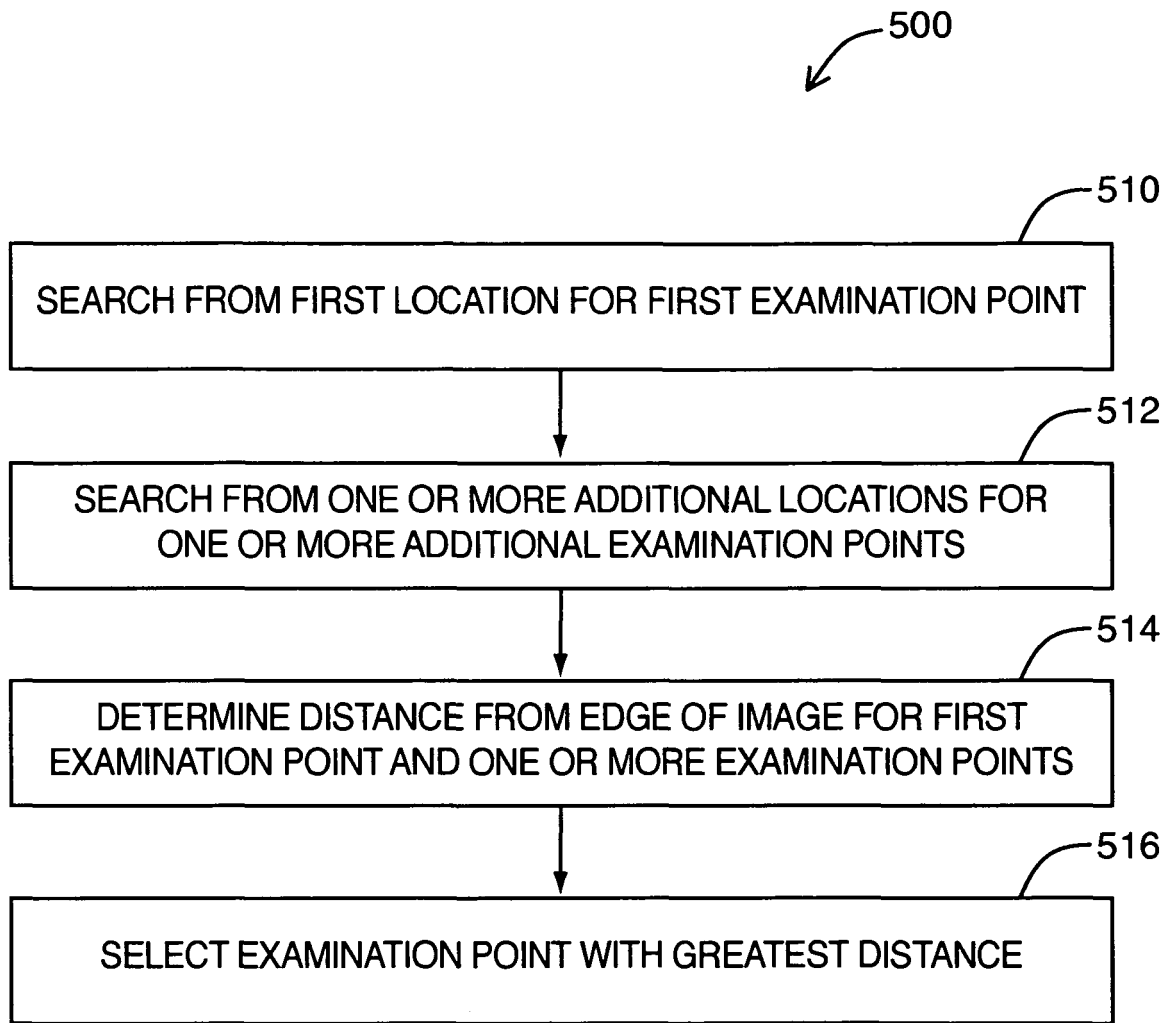 500
510
SEARCH FROM FIRST LOCATION FOR FIRST EXAMINATION POINT
512
SEARCH FROM ONE OR MORE ADDITIONAL LOCATIONS FOR
ONE OR MORE ADDITIONAL EXAMINATION POINTS
514
DETERMINE DISTANCE FROM EDGE OF IMAGE FOR FIRST
EXAMINATION POINT AND ONE OR MORE EXAMINATION POINTS
516
SELECT EXAMINATION POINT WITH GREATEST DISTANCE